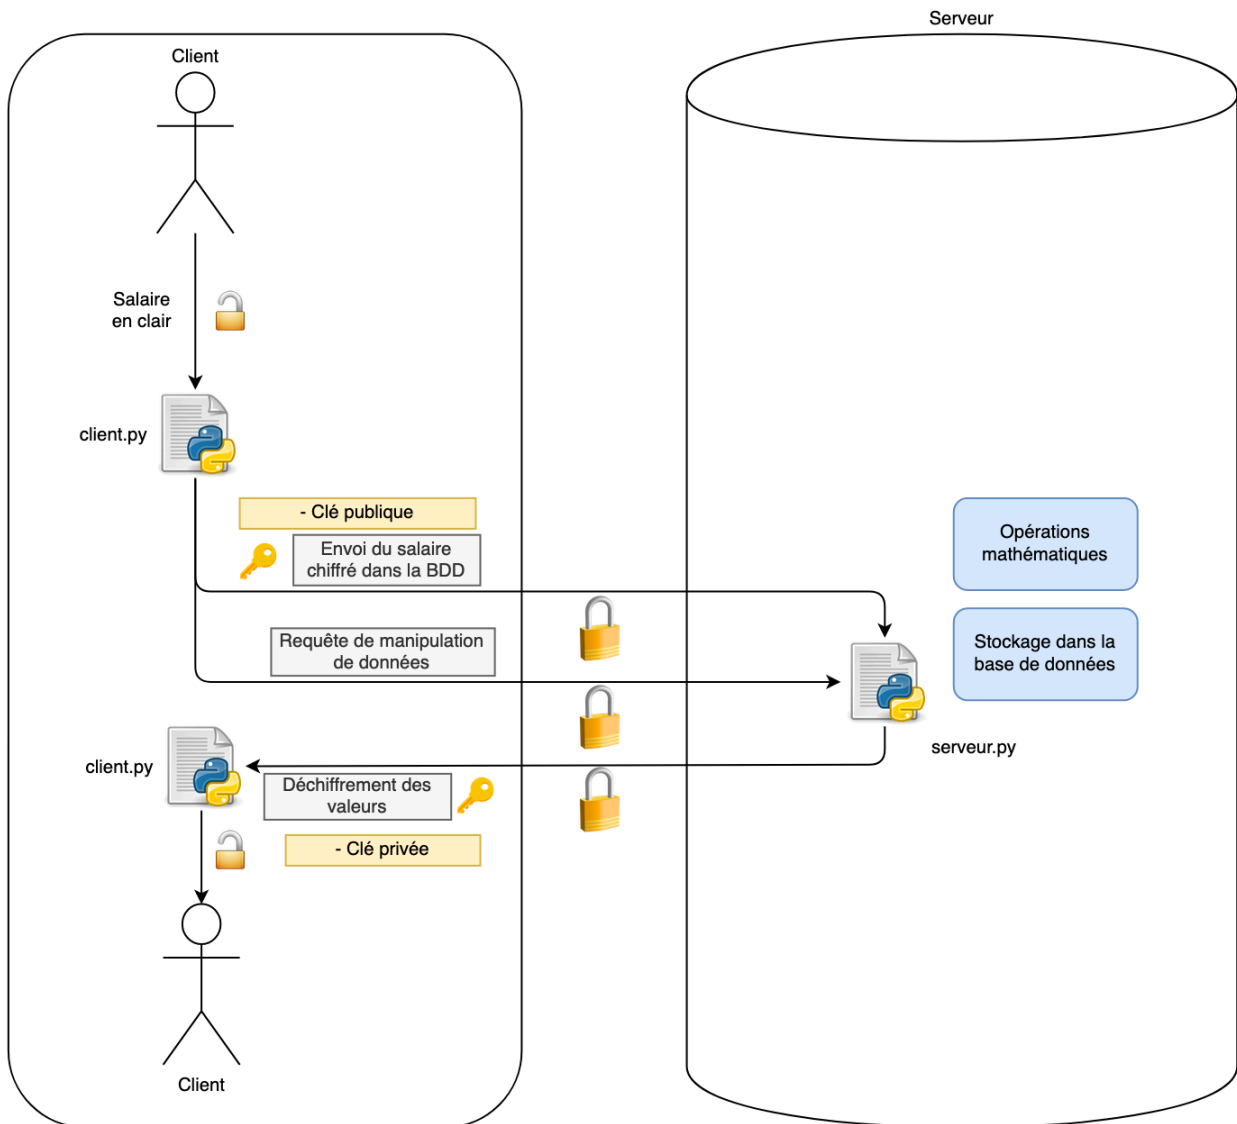 Serveur
Client
Salaire
en clair
client.py
- Clé publique
Envoi du salaire
chiffré dans la BDD
Opérations
mathématiques
Requête de manipulation
de données
Stockage dans la
base de données
serveur.py
client.py
Déchiffrement des
valeurs
- Clé privée
Client